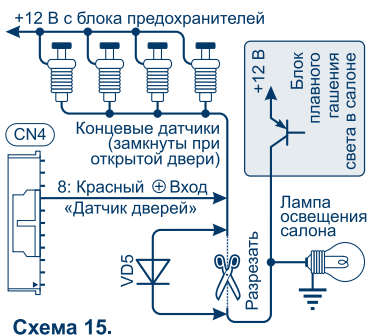 +12 В с блока предохранителей
+12 В
Блок
плавного
гашения
света в салоне
CN4
Концевые датчики
(замкнуты при
открытой двери)
8: Красный ⊕ Вход
«Датчик дверей»
Лампа
освещения
салона
VD5
Разрезать
Схема 15.